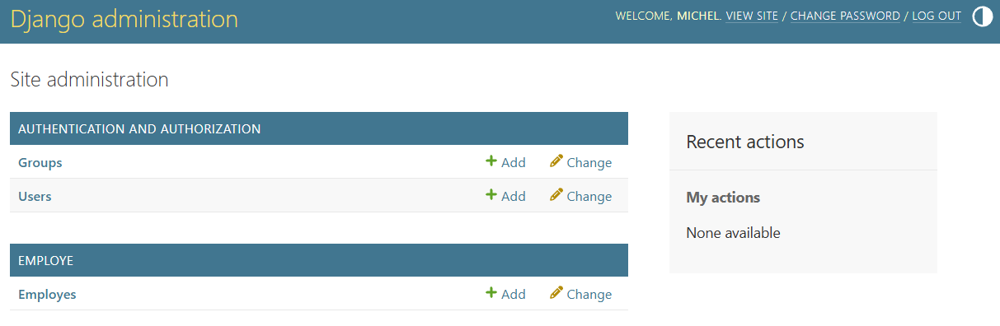 Django administration
WELCOME, MICHEL. VIEW SITE / CHANGE PASSWORD / LOG OUT
Site administration
AUTHENTICATION AND AUTHORIZATION
Groups Add Change
Users Add Change
EMPLOYE
Employes Add Change
Recent actions
My actions
None available